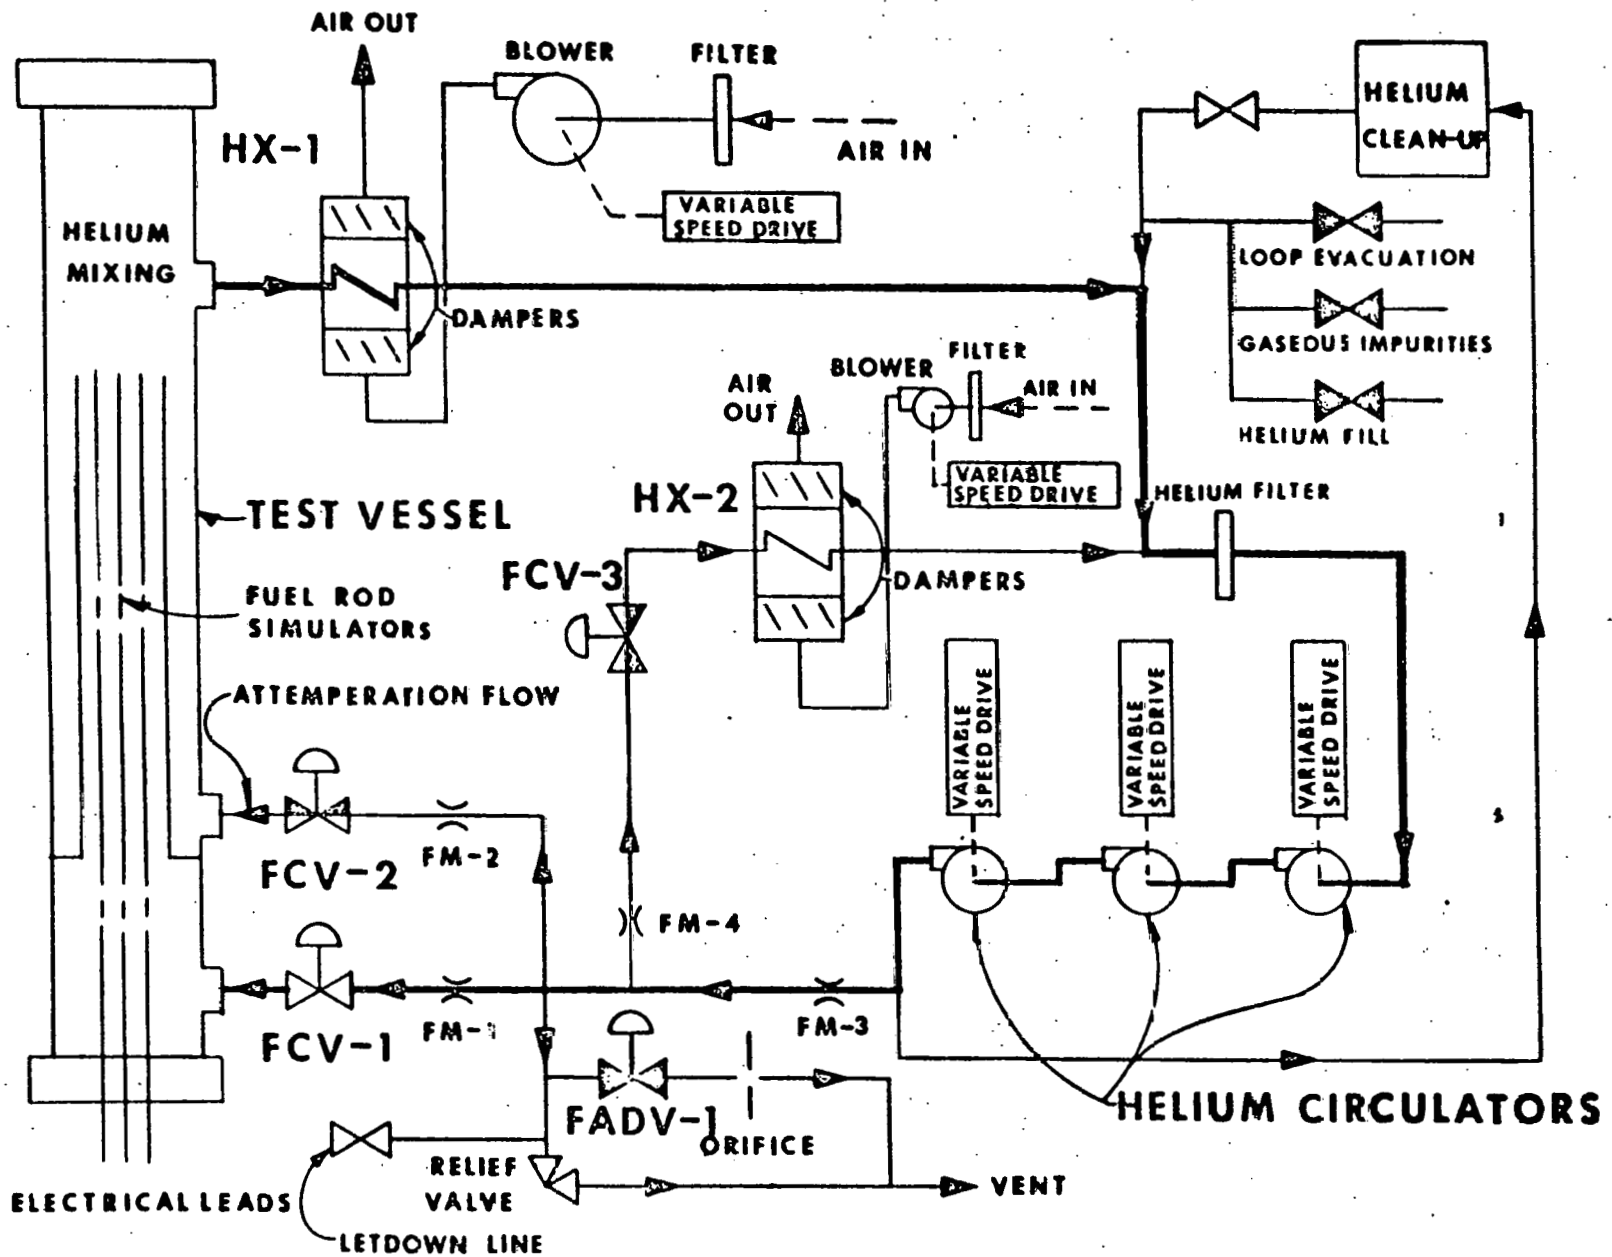 AIR OUT
BLOWER
FILTER
HELIUM
CLEAN-UP
HX-1
AIR IN
VARIABLE
SPEED DRIVE
HELIUM
MIXING
LOOP EVACUATION
DAMPERS
GASEOUS IMPURITIES
FILTER
BLOWER
AIR
OUT
AIR IN
HELIUM FILL
VARIABLE
SPEED DRIVE
HX-2
HELIUM FILTER
TEST VESSEL
FCV-3
DAMPERS
FUEL ROD
SIMULATORS
ATTEMPERATION FLOW
VARIABLE
SPEED DRIVE
VARIABLE
SPEED DRIVE
VARIABLE
SPEED DRIVE
FM-2
FCV-2
FM-4
FM-1
FM-3
FCV-1
FADV-1
HELIUM CIRCULATORS
ORIFICE
RELIEF
VALVE
VENT
ELECTRICAL LEADS
LETDOWN LINE